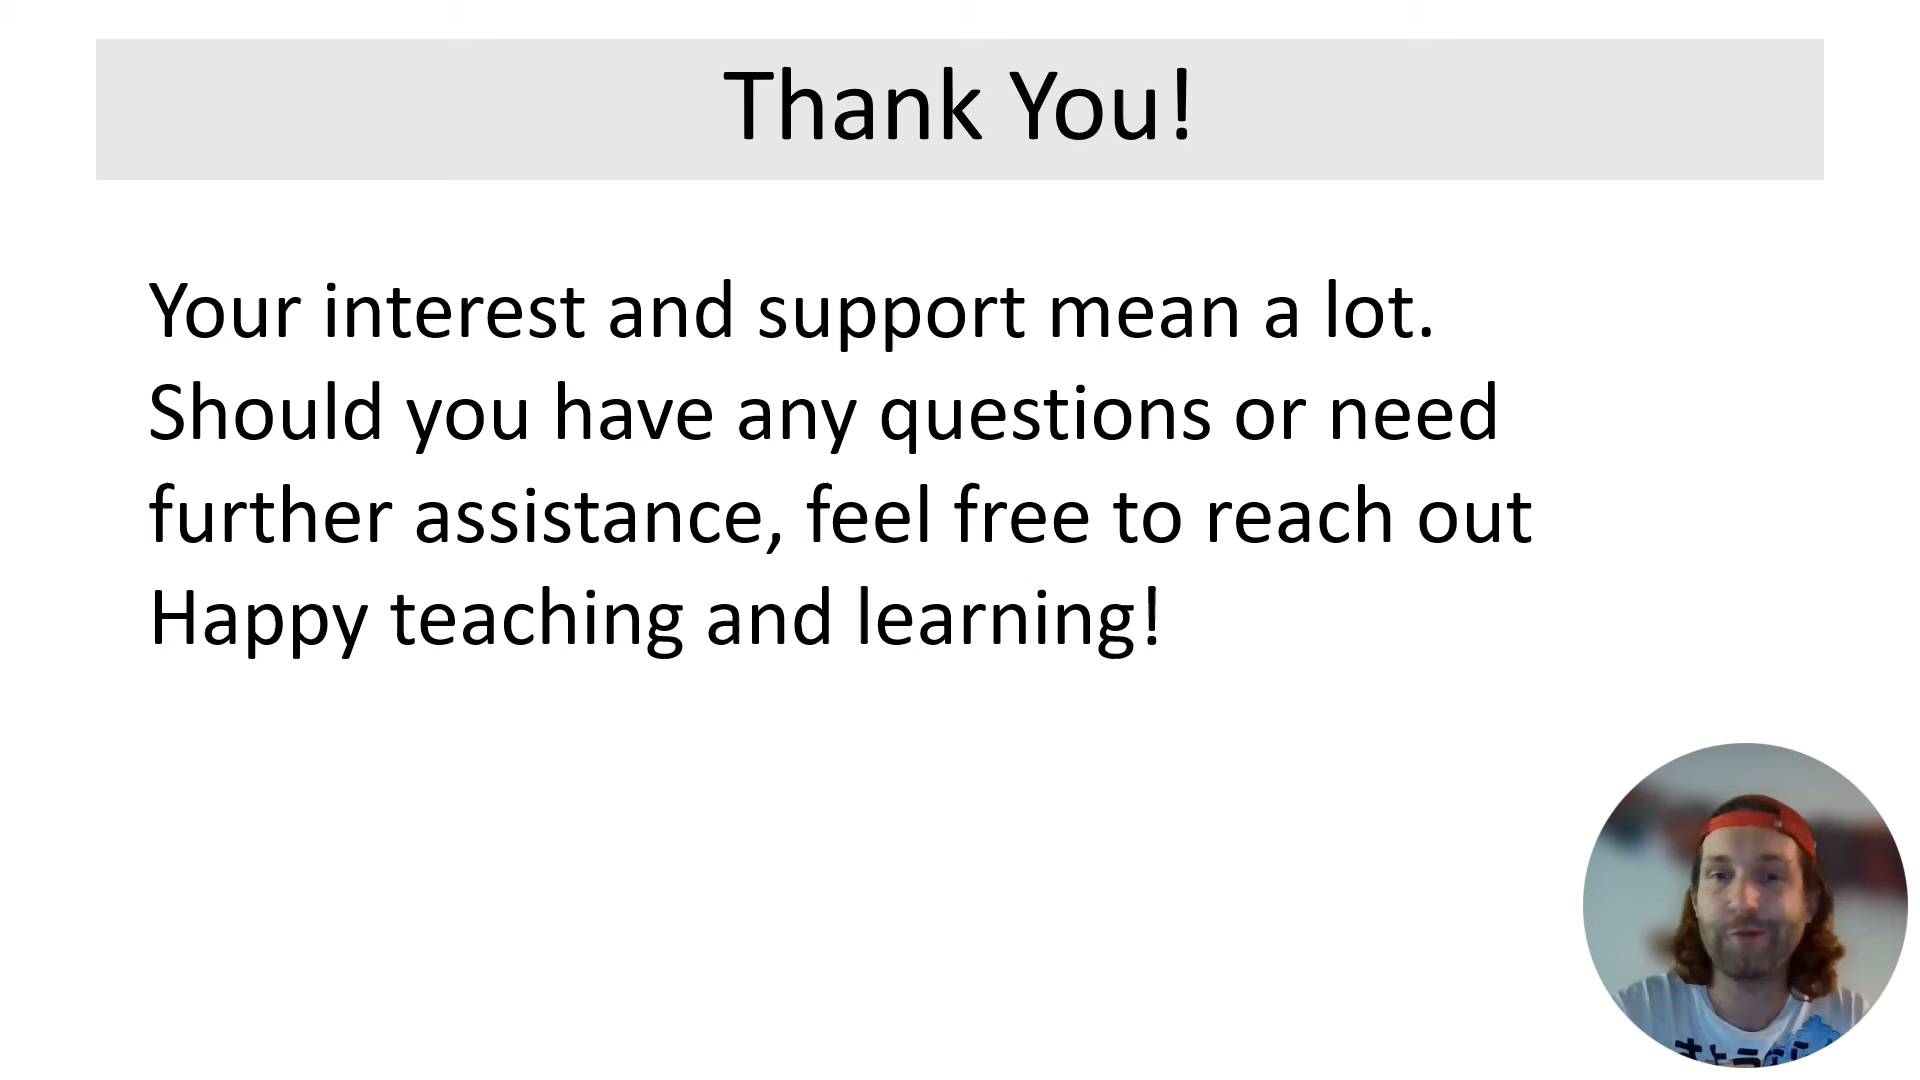 Thank You!
Your interest and support mean a lot.
Should you have any questions or need
further assistance, feel free to reach out
Happy teaching and learning!